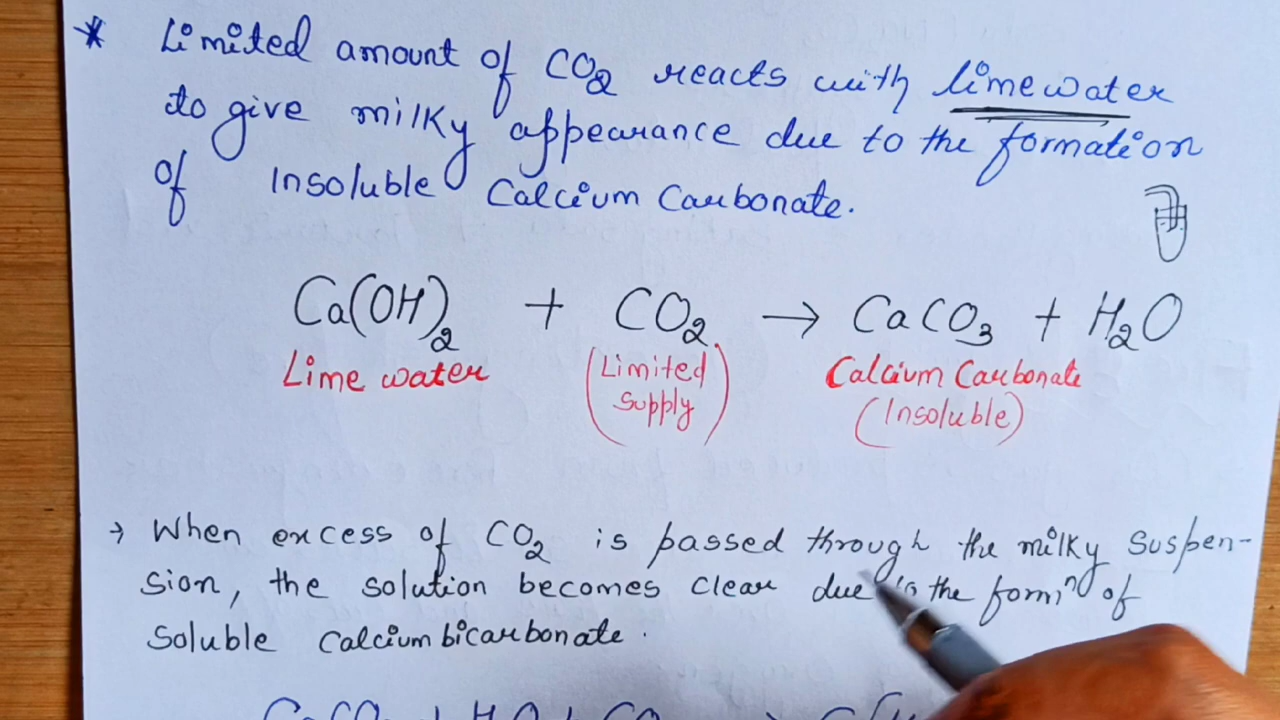 * Limited amount of CO₂ reacts with limewater
to give milky appearance due to the formation
of Insoluble Calcium Carbonate.
Ca(OH)₂ + CO₂ → CaCO₃ + H₂O
Lime water (Limited Supply) Calcium Carbonate (Insoluble)
→ When excess of CO₂ is passed through the milky suspen-
sion, the solution becomes clear due to the formⁿ of
soluble Calcium bicarbonate.